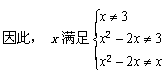 因此， x 满足 { x ≠ 3
x² − 2x ≠ 3
x² − 2x ≠ x